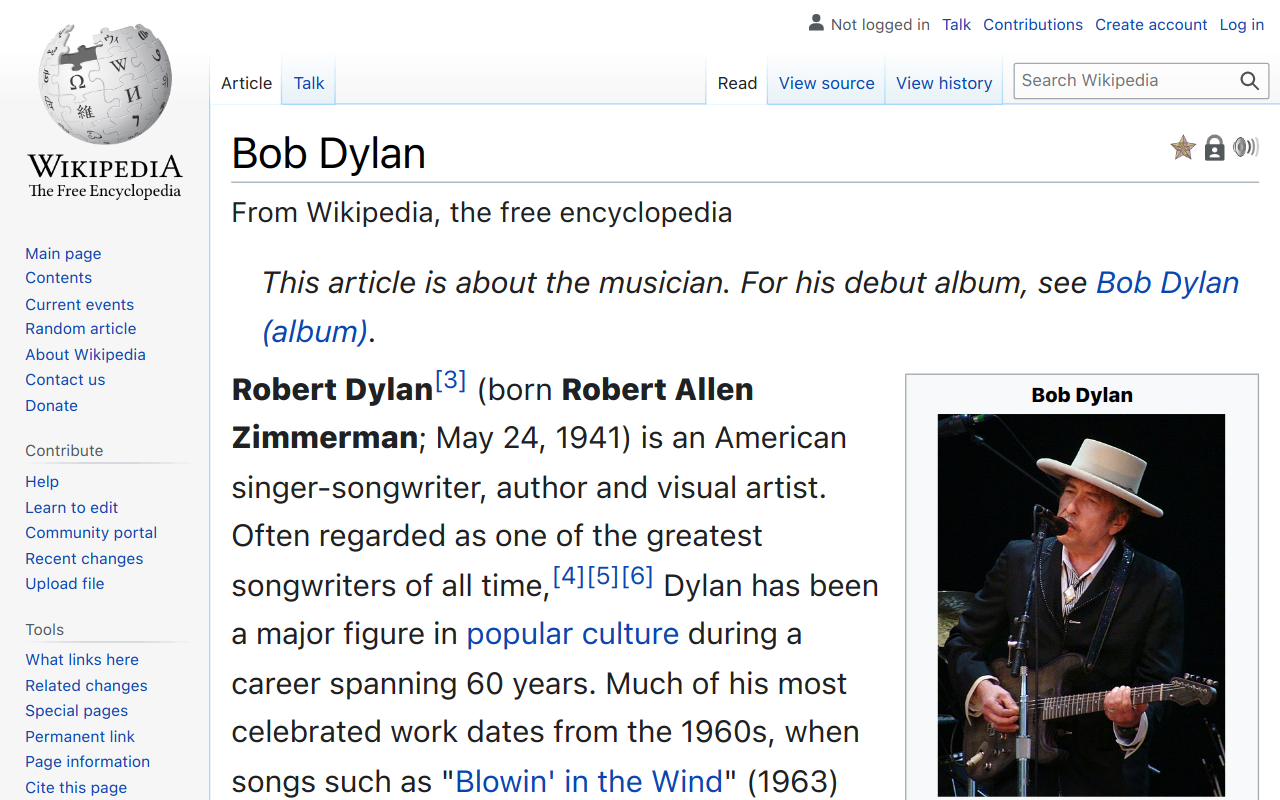 Not logged in Talk Contributions Create account Log in
Article Talk Read View source View history Search Wikipedia
WIKIPEDIA
The Free Encyclopedia
Main page
Contents
Current events
Random article
About Wikipedia
Contact us
Donate
Contribute
Help
Learn to edit
Community portal
Recent changes
Upload file
Tools
What links here
Related changes
Special pages
Permanent link
Page information
Cite this page
Bob Dylan
From Wikipedia, the free encyclopedia
This article is about the musician. For his debut album, see Bob Dylan
(album).
Robert Dylan[3] (born Robert Allen
Zimmerman; May 24, 1941) is an American
singer-songwriter, author and visual artist.
Often regarded as one of the greatest
songwriters of all time,[4][5][6] Dylan has been
a major figure in popular culture during a
career spanning 60 years. Much of his most
celebrated work dates from the 1960s, when
songs such as "Blowin' in the Wind" (1963)
Bob Dylan